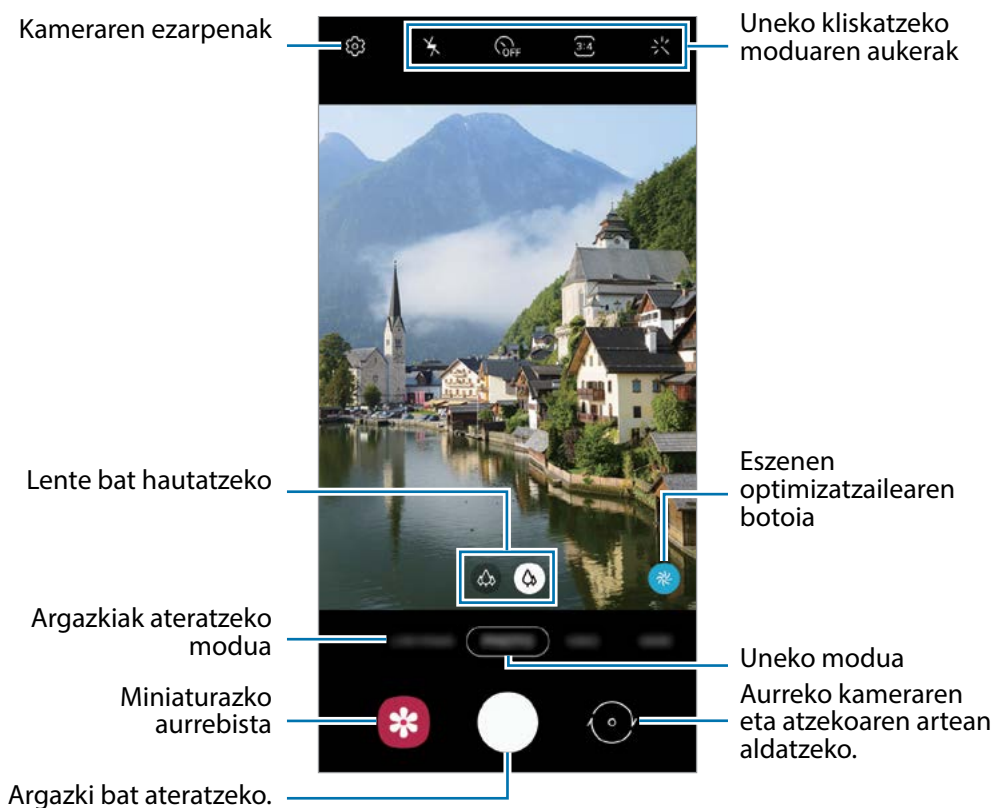 Kameraren ezarpenak
Uneko kliskatzeko
moduaren aukerak
OFF
3:4
Lente bat hautatzeko
Eszenen
optimizatzailearen
botoia
Argazkiak ateratzeko
modua
Uneko modua
Miniaturazko
aurrebista
Aurreko kameraren
eta atzekoaren artean
aldatzeko.
Argazki bat ateratzeko.